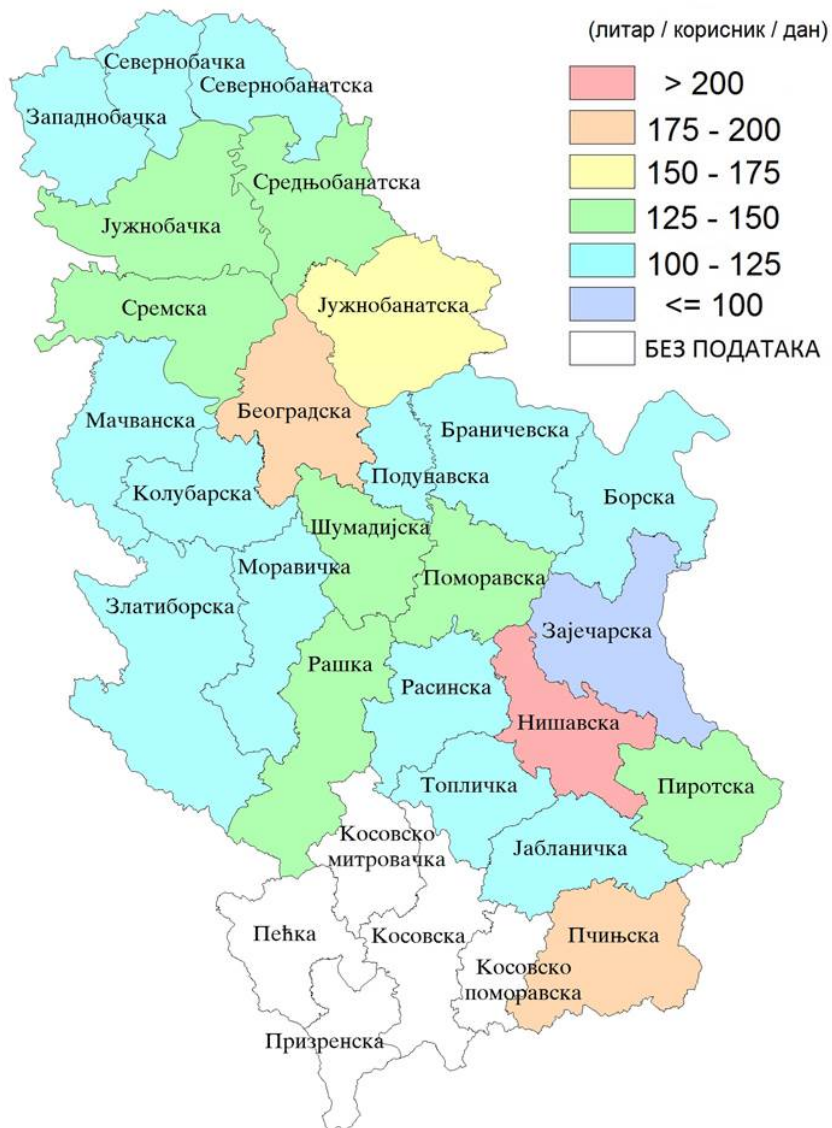 (литар / корисник / дан)
> 200
175 - 200
150 - 175
125 - 150
100 - 125
<= 100
БЕЗ ПОДАТАКА
Севернобачка
Севернобанатска
Западнобачка
Средњобанатска
Јужнобачка
Јужнобанатска
Сремска
Београдска
Мачванска
Браничевска
Подунавска
Колубарска
Борска
Шумадијска
Моравичка
Поморавска
Златиборска
Зајечарска
Рашка
Расинска
Нишавска
Топличка
Пиротска
Косовско
митровачка
Јабланичка
Пећка
Косовска
Пчињска
Косовско
поморавска
Призренска